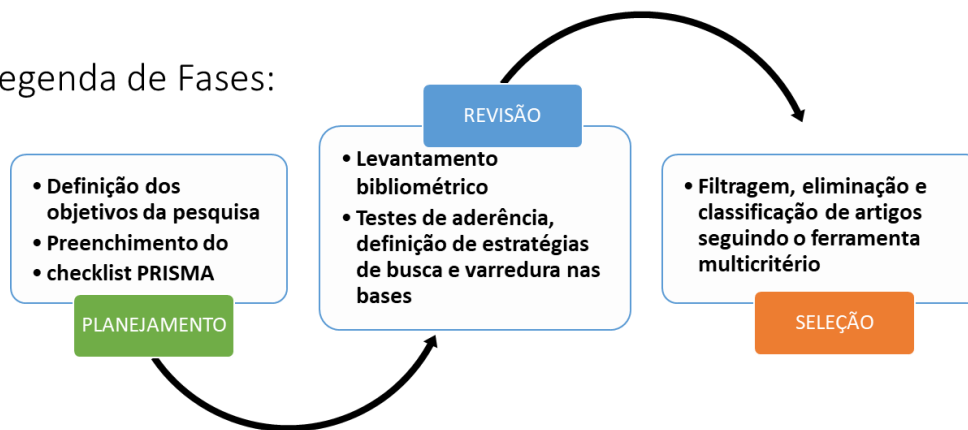 egenda de Fases:
• Definição dos
objetivos da pesquisa
• Preenchimento do
• checklist PRISMA
PLANEJAMENTO
REVISÃO
• Levantamento
bibliométrico
• Testes de aderência,
definição de estratégias
de busca e varredura nas
bases
• Filtragem, eliminação e
classificação de artigos
seguindo o ferramenta
multicritério
SELEÇÃO